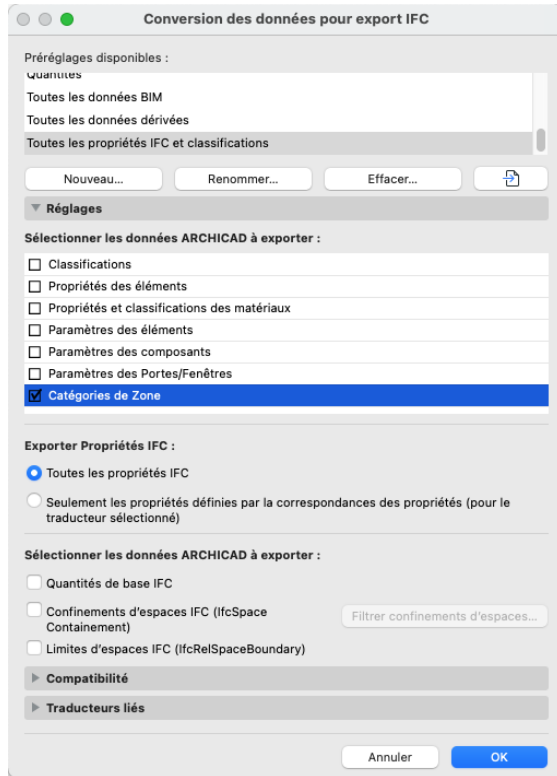 Conversion des données pour export IFC
Préréglages disponibles :
Quantités
Toutes les données BIM
Toutes les données dérivées
Toutes les propriétés IFC et classifications
Nouveau...
Renommer...
Effacer...
Réglages
Sélectionner les données ARCHICAD à exporter :
Classifications
Propriétés des éléments
Propriétés et classifications des matériaux
Paramètres des éléments
Paramètres des composants
Paramètres des Portes/Fenêtres
Catégories de Zone
Exporter Propriétés IFC :
Toutes les propriétés IFC
Seulement les propriétés définies par la correspondances des propriétés (pour le
traducteur sélectionné)
Sélectionner les données ARCHICAD à exporter :
Quantités de base IFC
Confinements d'espaces IFC (IfcSpace
Containement)
Filtrer confinements d'espaces...
Limites d'espaces IFC (IfcRelSpaceBoundary)
Compatibilité
Traducteurs liés
Annuler
OK